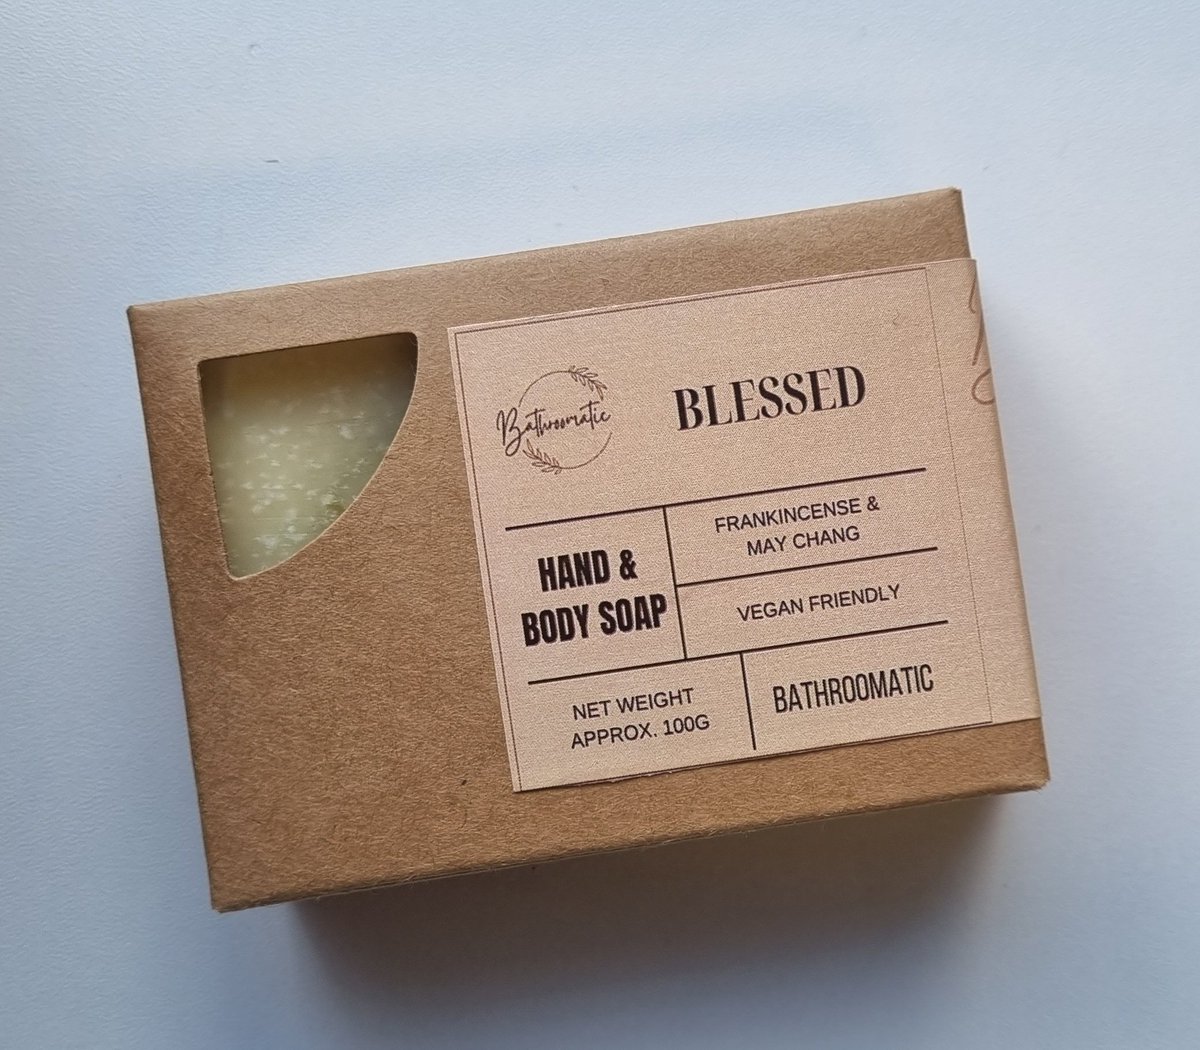 Bathroomatic
BLESSED
HAND &
BODY SOAP
FRANKINCENSE &
MAY CHANG
VEGAN FRIENDLY
NET WEIGHT
APPROX. 100G
BATHROOMATIC